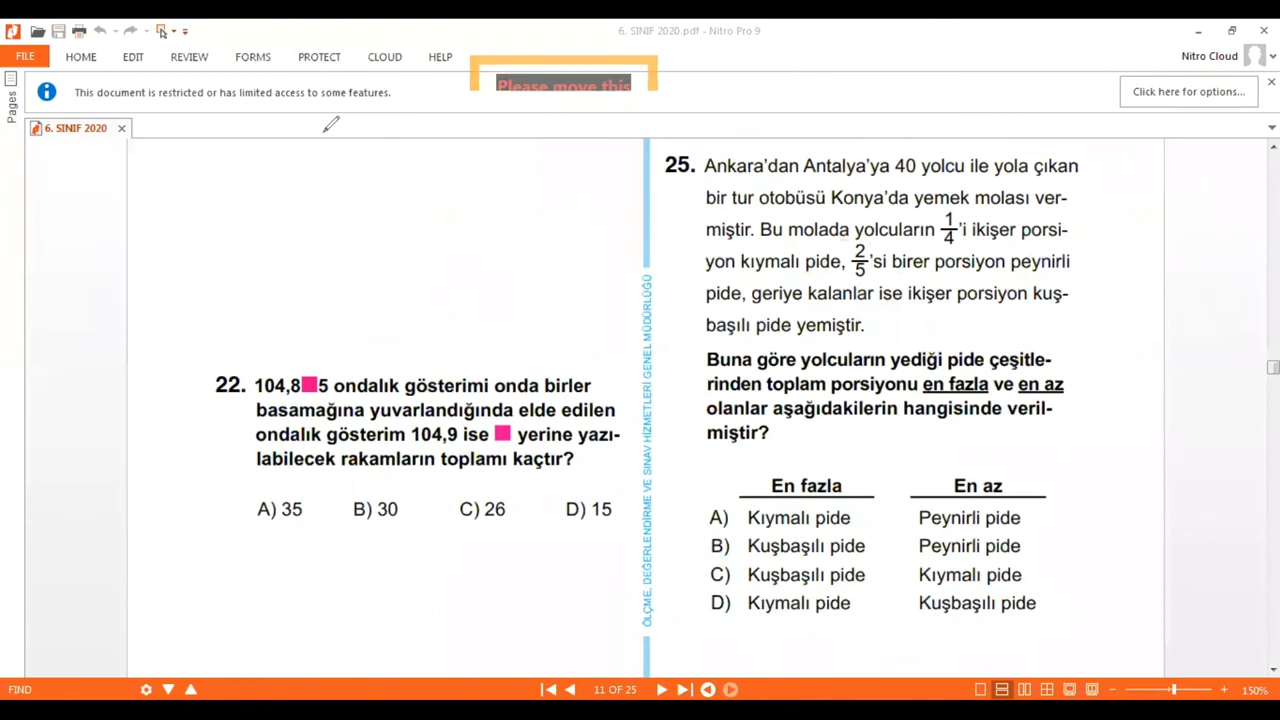 6. SINIF 2020.pdf - Nitro Pro 9
FILE HOME EDIT REVIEW FORMS PROTECT CLOUD HELP
Nitro Cloud
Please move this
This document is restricted or has limited access to some features.
Click here for options...
Pages
6. SINIF 2020
22. 104,8 5 ondalık gösterimi onda birler
basamağına yuvarlandığında elde edilen
ondalık gösterim 104,9 ise yerine yazı-
labilecek rakamların toplamı kaçtır?
A) 35 B) 30 C) 26 D) 15
ÖLÇME, DEĞERLENDİRME VE SINAV HİZMETLERİ GENEL MÜDÜRLÜĞÜ
25. Ankara’dan Antalya’ya 40 yolcu ile yola çıkan
bir tur otobüsü Konya’da yemek molası ver-
miştir. Bu molada yolcuların 1/4 ’i ikişer porsi-
yon kıymalı pide, 2/5 ’si birer porsiyon peynirli
pide, geriye kalanlar ise ikişer porsiyon kuş-
başılı pide yemiştir.
Buna göre yolcuların yediği pide çeşitle-
rinden toplam porsiyonu en fazla ve en az
olanlar aşağıdakilerin hangisinde veril-
miştir?
En fazla En az
A) Kıymalı pide Peynirli pide
B) Kuşbaşılı pide Peynirli pide
C) Kuşbaşılı pide Kıymalı pide
D) Kıymalı pide Kuşbaşılı pide
FIND
11 OF 25
150%